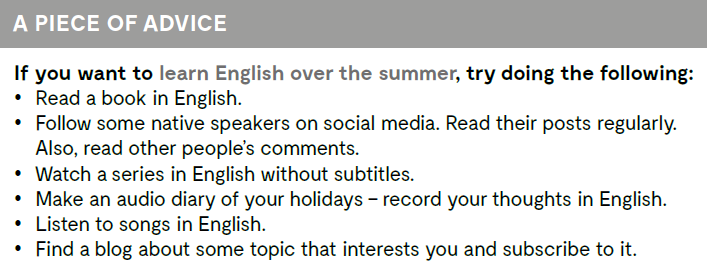 A PIECE OF ADVICE
If you want to learn English over the summer, try doing the following:
• Read a book in English.
• Follow some native speakers on social media. Read their posts regularly.
Also, read other people's comments.
• Watch a series in English without subtitles.
• Make an audio diary of your holidays – record your thoughts in English.
• Listen to songs in English.
• Find a blog about some topic that interests you and subscribe to it.